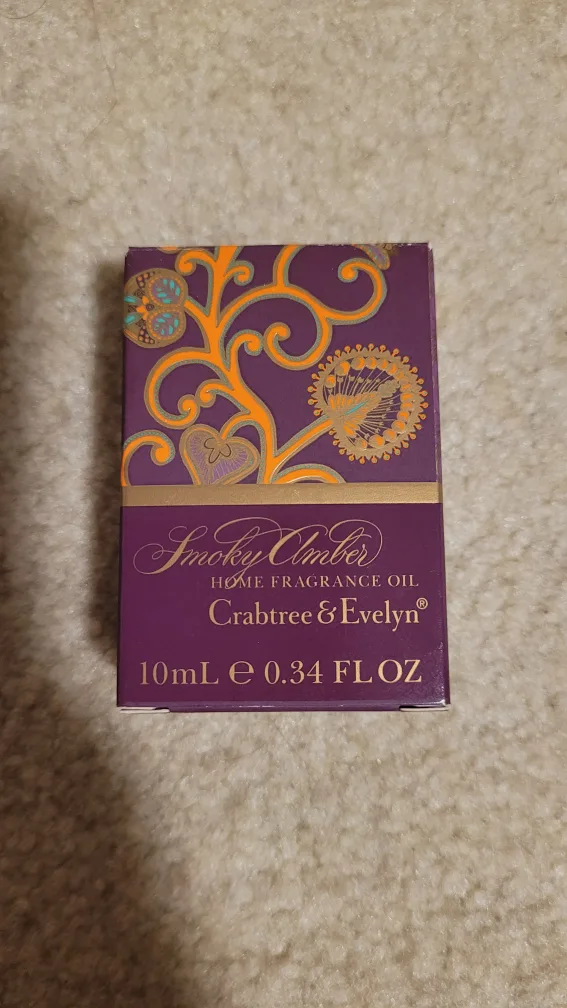 Smoky Amber
HOME FRAGRANCE OIL
Crabtree & Evelyn®
10mL ℮ 0.34 FL OZ